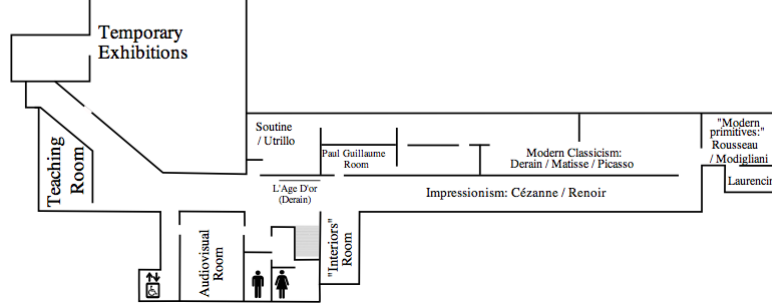 Temporary
Exhibitions
Teaching
Room
Soutine
/ Utrillo
Paul Guillaume
Room
Modern Classicism:
Derain / Matisse / Picasso
"Modern
primitives:"
Rousseau
/ Modigliani
Laurencin
L'Age D'or
(Derain)
Impressionism: Cézanne / Renoir
Audiovisual
Room
"Interiors"
Room